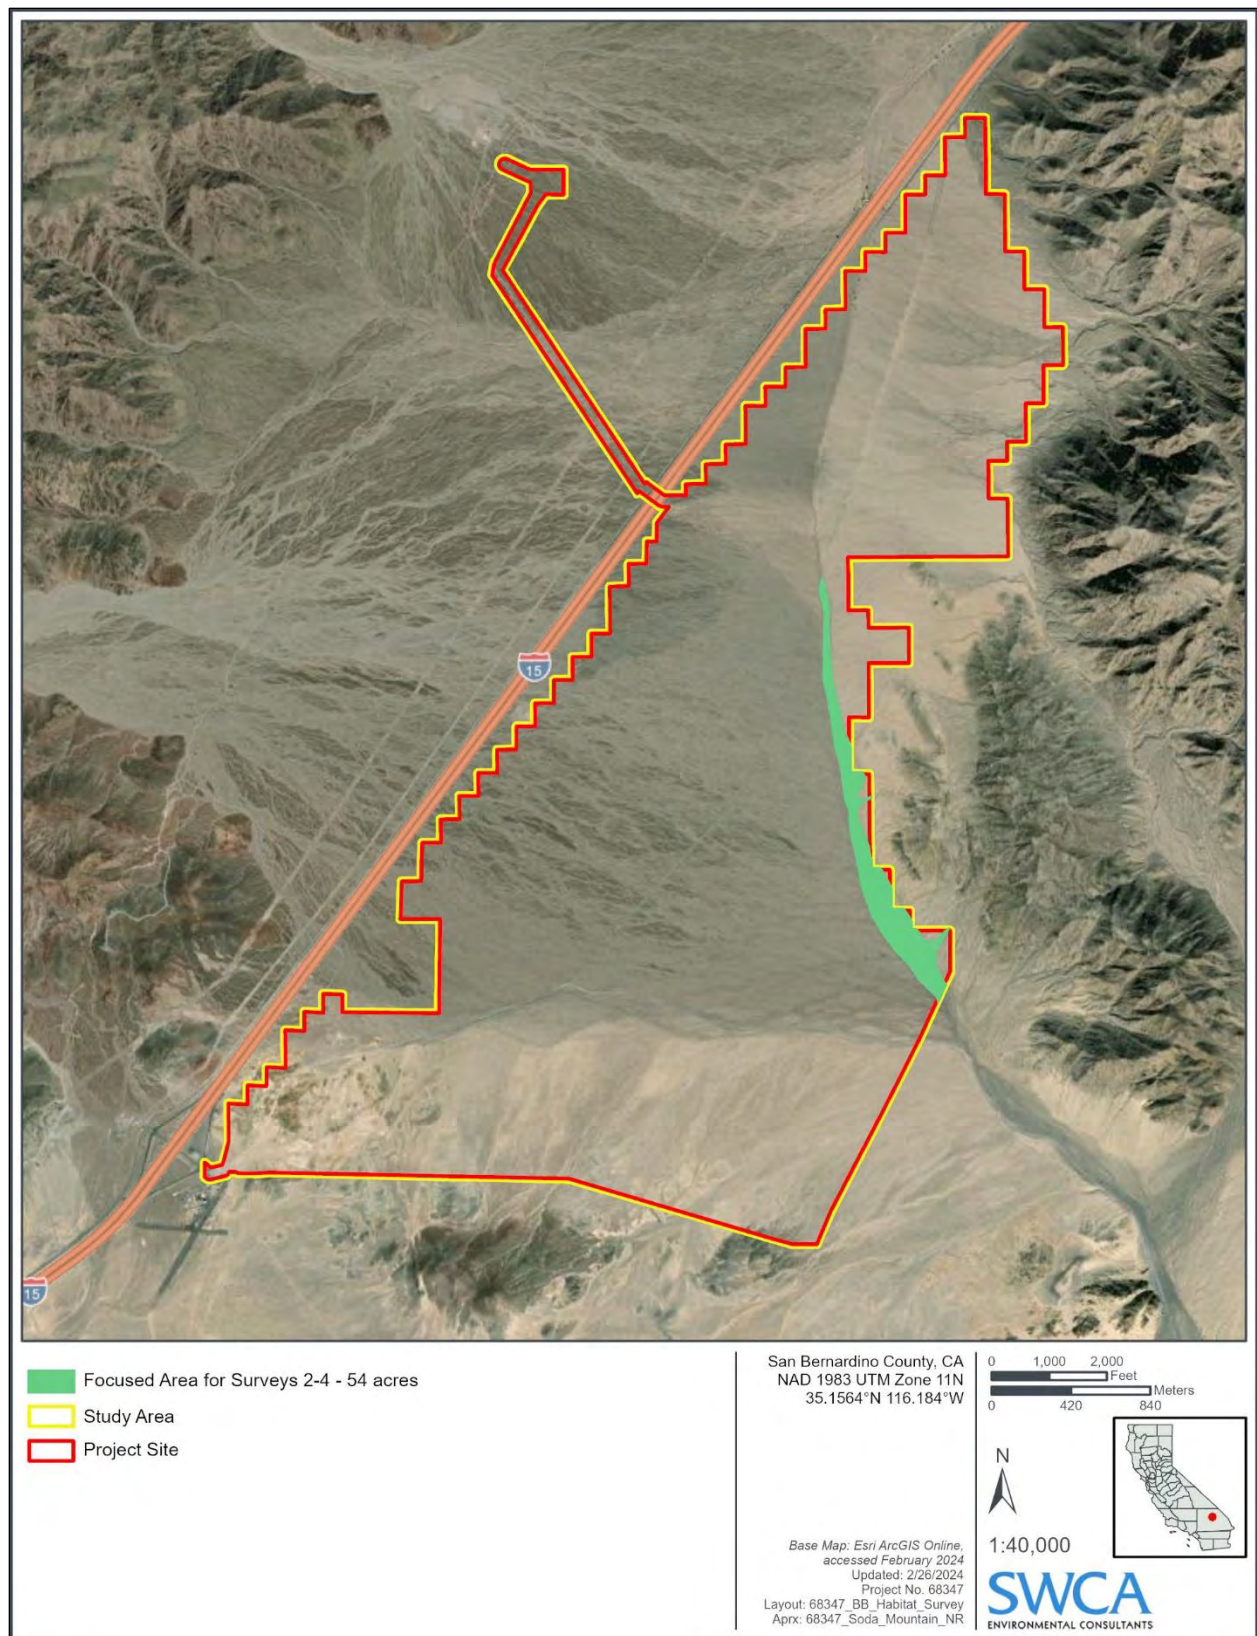 15
15
Focused Area for Surveys 2-4 - 54 acres
Study Area
Project Site
San Bernardino County, CA
NAD 1983 UTM Zone 11N
35.1564°N 116.184°W
Base Map: Esri ArcGIS Online,
accessed February 2024
Updated: 2/26/2024
Project No. 68347
Layout: 68347_BB_Habitat_Survey
Aprx: 68347_Soda_Mountain_NR
0 1,000 2,000
Feet
Meters
0 420 840
N
1:40,000
SWCA
ENVIRONMENTAL CONSULTANTS